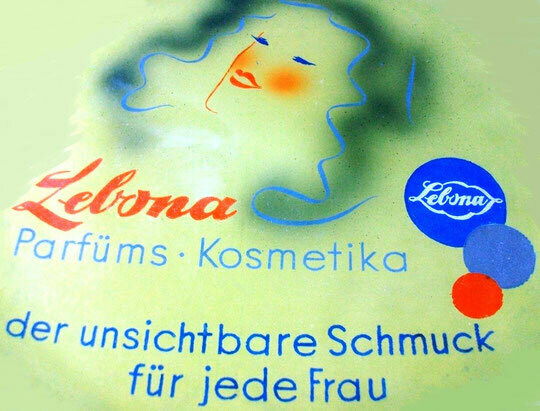 Lebona
Lebona
Parfüms · Kosmetika
der unsichtbare Schmuck
für jede Frau